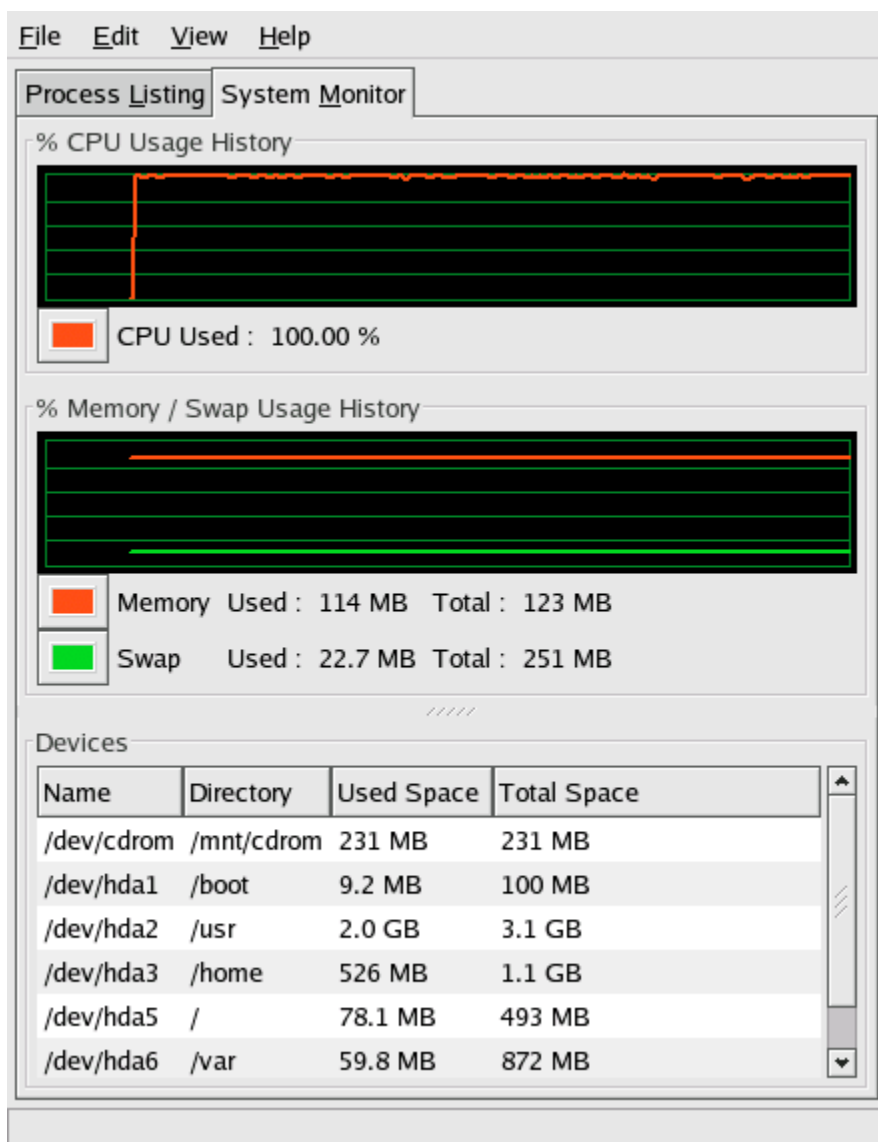 File Edit View Help
Process Listing System Monitor
% CPU Usage History
CPU Used : 100.00 %
% Memory / Swap Usage History
Memory Used : 114 MB Total : 123 MB
Swap Used : 22.7 MB Total : 251 MB
Devices
Name Directory Used Space Total Space
/dev/cdrom /mnt/cdrom 231 MB 231 MB
/dev/hda1 /boot 9.2 MB 100 MB
/dev/hda2 /usr 2.0 GB 3.1 GB
/dev/hda3 /home 526 MB 1.1 GB
/dev/hda5 / 78.1 MB 493 MB
/dev/hda6 /var 59.8 MB 872 MB